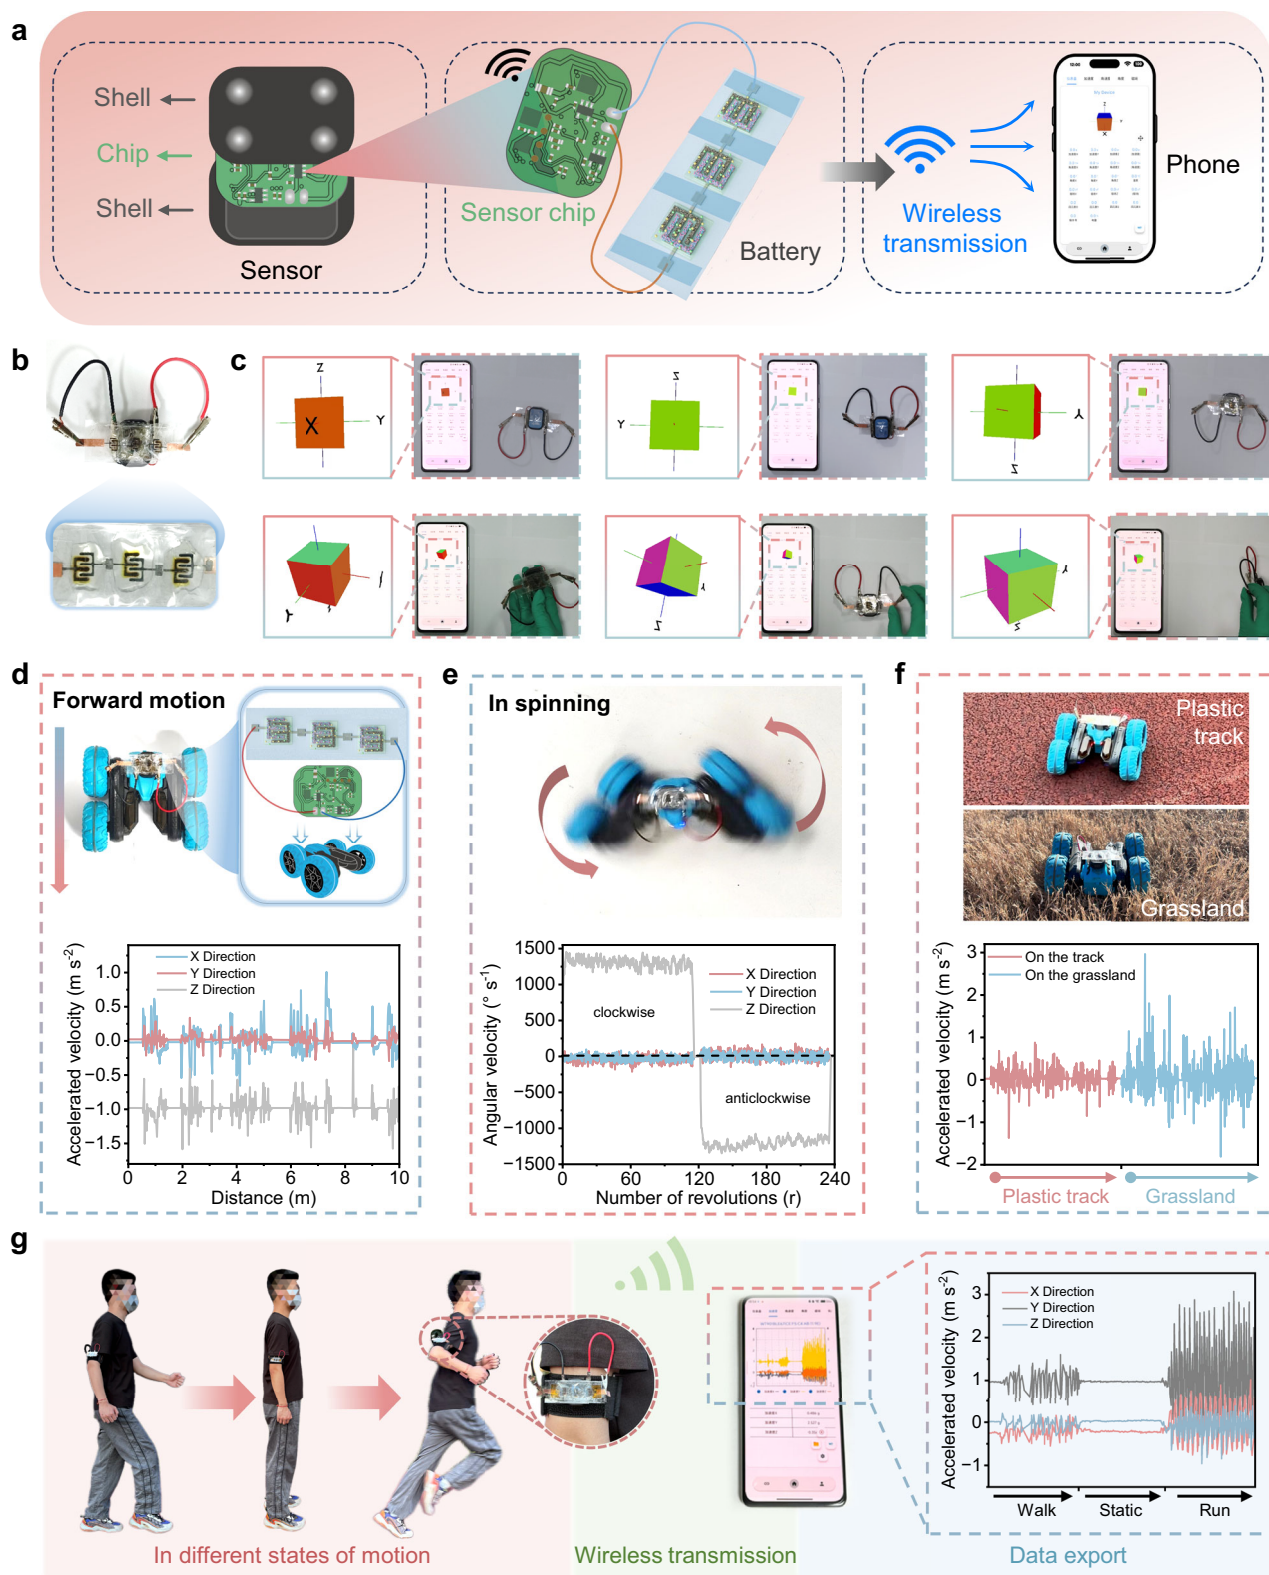 a
Shell
Chip
Shell
Sensor
Sensor chip
Battery
Wireless
transmission
Phone
b
c
Z
X
Y
Z
Y
Y
Z
Y
Z
Y
Y
Z
d
Forward motion
X Direction
Y Direction
Z Direction
Accelerated velocity (m s⁻²)
1.0
0.5
0.0
−0.5
−1.0
−1.5
0 2 4 6 8 10
Distance (m)
e
In spinning
X Direction
Y Direction
Z Direction
clockwise
anticlockwise
Angular velocity (° s⁻¹)
1500
1250
750
250
0
−500
−1000
−1500
0 60 120 180 240
Number of revolutions (r)
f
Plastic
track
Grassland
On the track
On the grassland
Accelerated velocity (m s⁻²)
3
2
1
0
−1
−2
Plastic track
Grassland
g
In different states of motion
Wireless transmission
X Direction
Y Direction
Z Direction
Accelerated velocity (m s⁻²)
3
2
1
0
−1
Walk Static Run
Data export